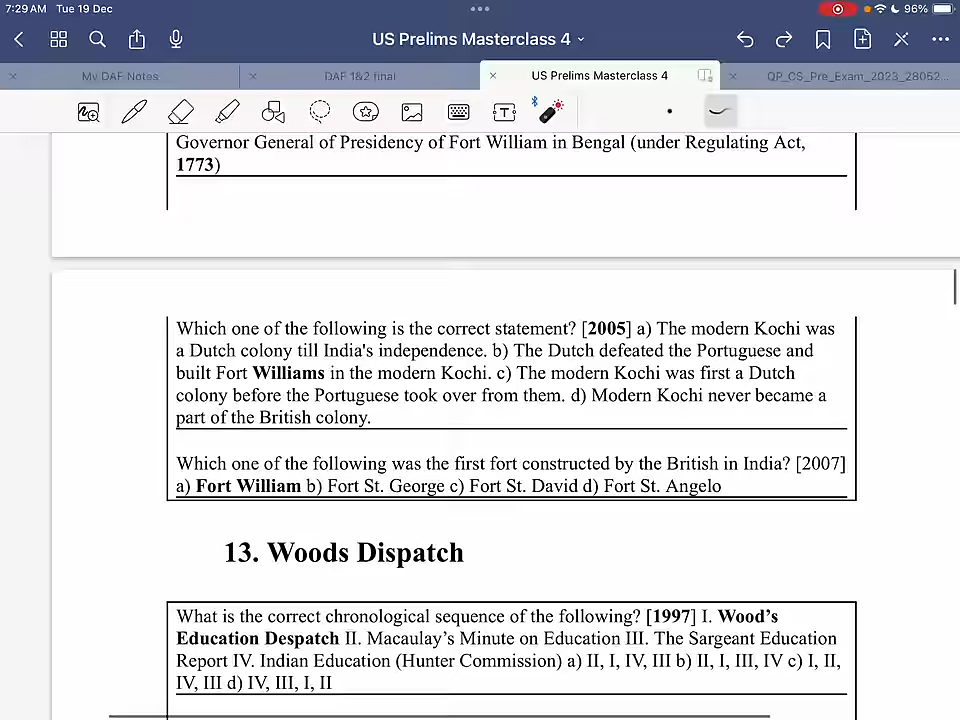 7:29 AM Tue 19 Dec
96%
US Prelims Masterclass 4
My DAF Notes
DAF 1&2 final
US Prelims Masterclass 4
QP_CS_Pre_Exam_2023_28052...
Governor General of Presidency of Fort William in Bengal (under Regulating Act,
1773)
Which one of the following is the correct statement? [2005] a) The modern Kochi was
a Dutch colony till India's independence. b) The Dutch defeated the Portuguese and
built Fort Williams in the modern Kochi. c) The modern Kochi was first a Dutch
colony before the Portuguese took over from them. d) Modern Kochi never became a
part of the British colony.
Which one of the following was the first fort constructed by the British in India? [2007]
a) Fort William b) Fort St. George c) Fort St. David d) Fort St. Angelo
13. Woods Dispatch
What is the correct chronological sequence of the following? [1997] I. Wood’s
Education Despatch II. Macaulay’s Minute on Education III. The Sargeant Education
Report IV. Indian Education (Hunter Commission) a) II, I, IV, III b) II, I, III, IV c) I, II,
IV, III d) IV, III, I, II